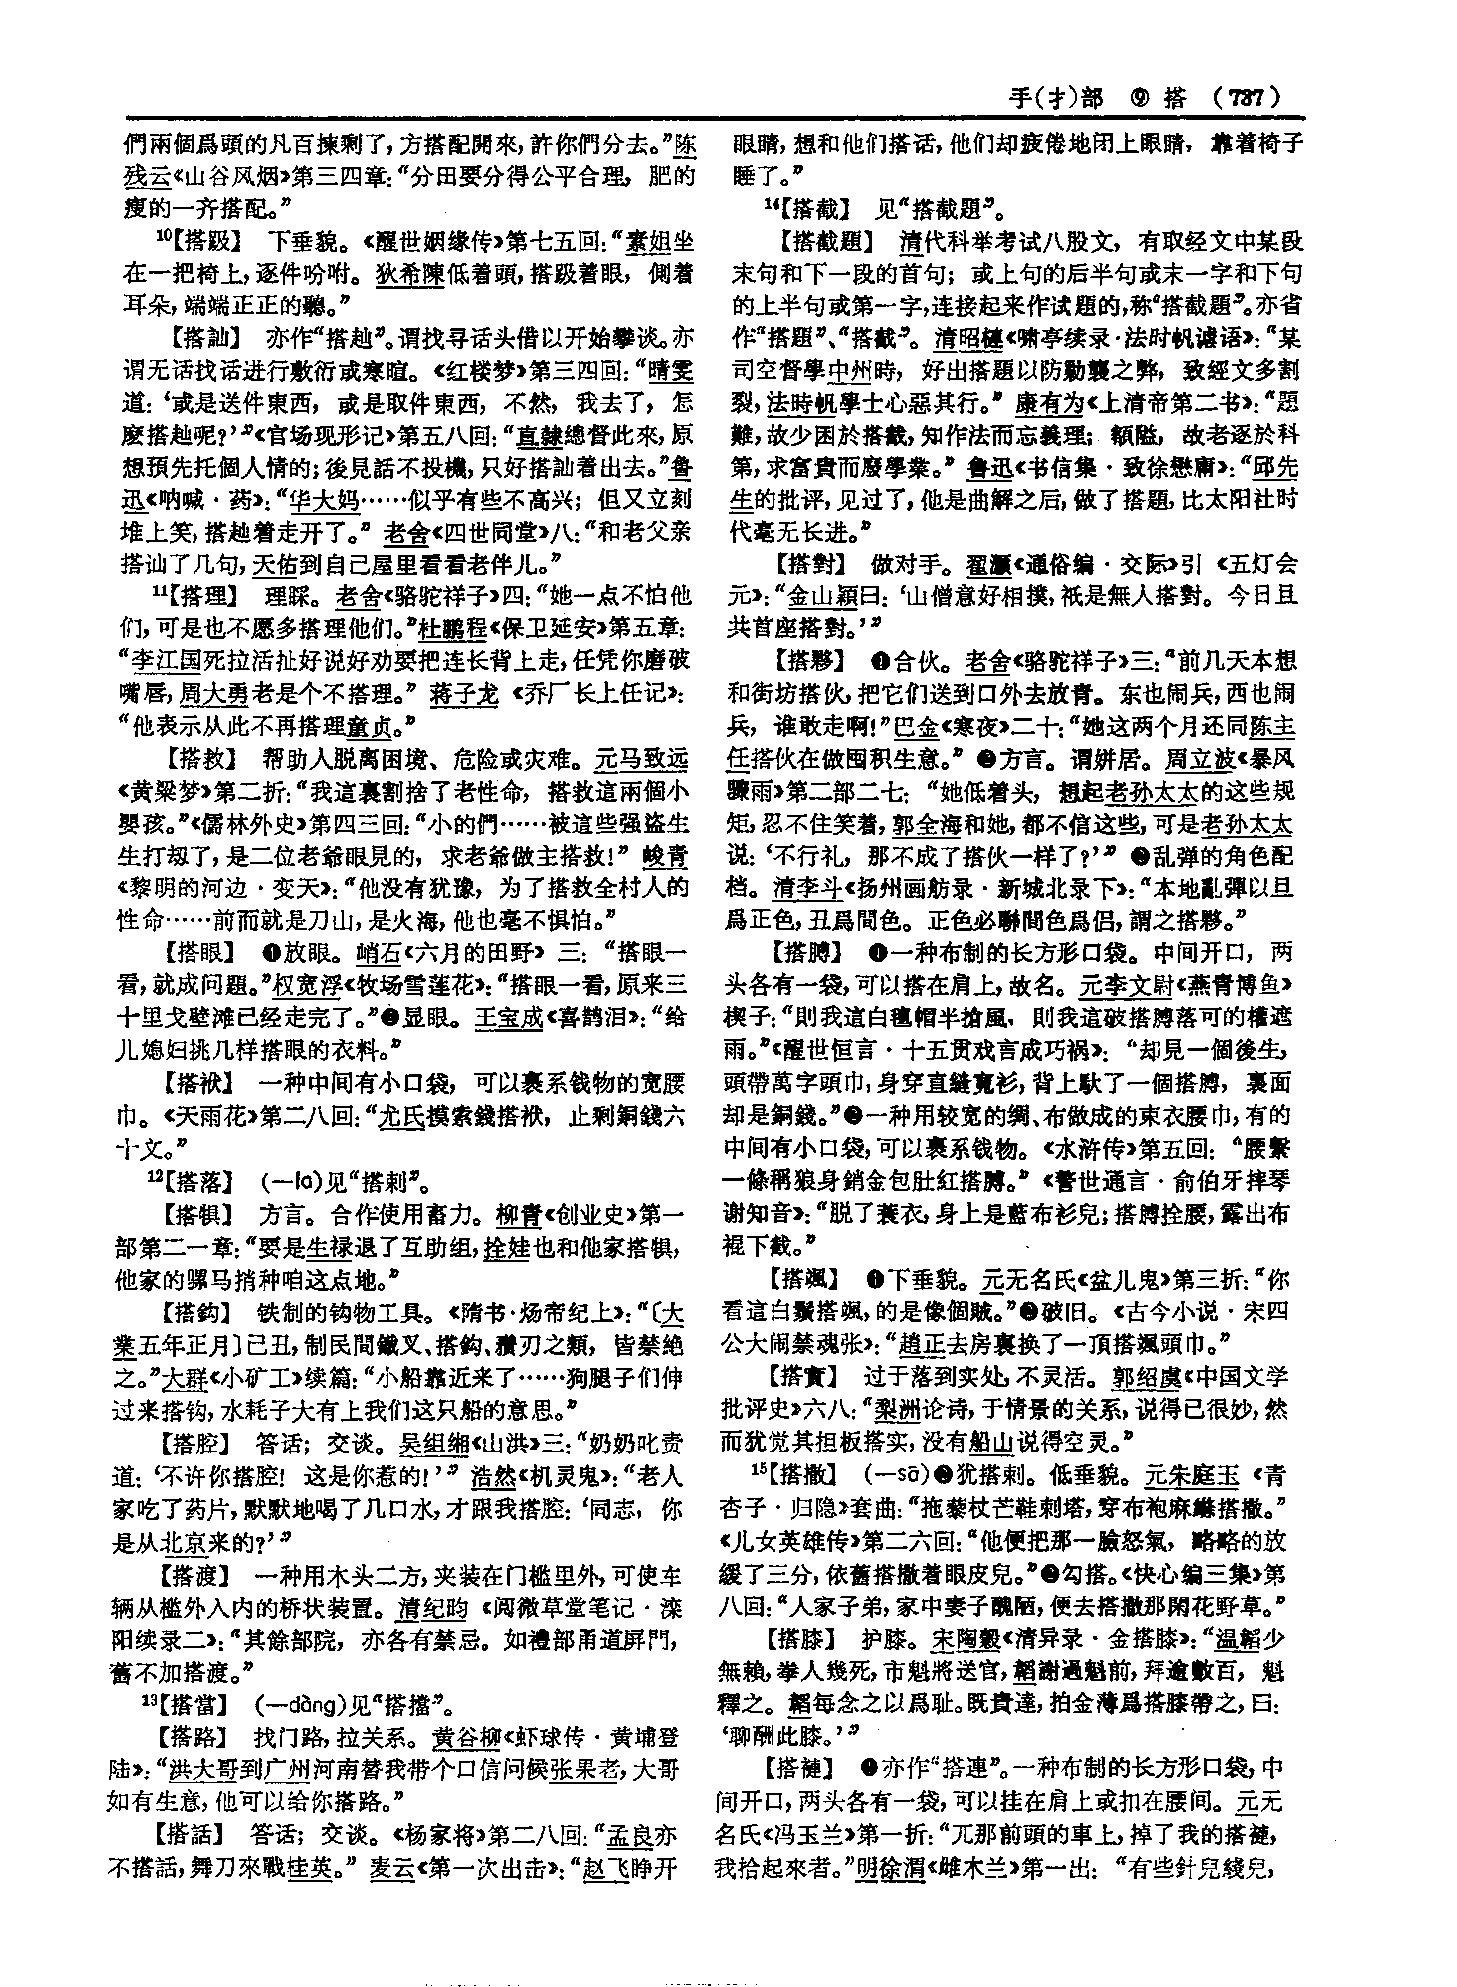 手(扌)部 ⑨ 搭 (737)
們兩個爲頭的凡百揀剩了,方搭配開來,許你們分去。”陈
残云《山谷风烟》第三四章:“分田要分得公平合理,肥的
瘦的一齐搭配。”
10【搭趿】 下垂貌。《醒世姻缘传》第七五回:“素姐坐
在一把椅上,逐件吩咐。狄希陳低着頭,搭趿着眼,側着
耳朵,端端正正的聽。”
【搭訕】 亦作“搭赸”。谓找寻话头借以开始攀谈。亦
谓无话找话进行敷衍或寒暄。《红楼梦》第三四回:“晴雯
道:‘或是送件東西,或是取件東西,不然,我去了,怎
麽搭赸呢?’”《官场现形记》第五八回:“直隸總督此來,原
想預先托個人情的;後見話不投機,只好搭訕着出去。”鲁
迅《呐喊·药》:“华大妈……似乎有些不高兴;但又立刻
堆上笑,搭赸着走开了。”老舍《四世同堂》八:“和老父亲
搭讪了几句,天佑到自己屋里看看老伴儿。”
11【搭理】 理睬。老舍《骆驼祥子》四:“她一点不怕他
们,可是也不愿多搭理他们。”杜鹏程《保卫延安》第五章:
“李江国死拉活扯好说好劝要把连长背上走,任凭你磨破
嘴唇,周大勇老是个不搭理。”蒋子龙《乔厂长上任记》:
“他表示从此不再搭理童贞。”
【搭救】 帮助人脱离困境、危险或灾难。元马致远
《黄粱梦》第二折:“我這裏割捨了老性命,搭救這兩個小
嬰孩。”《儒林外史》第四三回:“小的們……被這些强盜生
生打刼了,是二位老爺眼見的,求老爺做主搭救!”峻青
《黎明的河边·变天》:“他没有犹豫,为了搭救全村人的
性命……前而就是刀山,是火海,他也毫不惧怕。”
【搭眼】 ❶放眼。峭石《六月的田野》三:“搭眼一
看,就成问题。”权宽浮《牧场雪莲花》:“搭眼一看,原来三
十里戈壁滩已经走完了。”❷显眼。王宝成《喜鹊泪》:“给
儿媳妇挑几样搭眼的衣料。”
【搭袱】 一种中间有小口袋,可以裹系钱物的宽腰
巾。《天雨花》第二八回:“尤氏摸索錢搭袱,止剩銅錢六
十文。”
12【搭落】 (一la)见“搭剌”。
【搭犋】 方言。合作使用畜力。柳青《创业史》第一
部第二一章:“要是生禄退了互助组,拴娃也和他家搭犋,
他家的骡马捎种咱这点地。”
【搭鈎】 铁制的钩物工具。《隋书·炀帝纪上》:“〔大
業五年正月〕己丑,制民間鐵叉、搭鈎、䂎刃之類,皆禁絶
之。”大群《小矿工》续篇:“小船靠近来了……狗腿子们伸
过来搭钩,水耗子大有上我们这只船的意思。”
【搭腔】 答话;交谈。吴组缃《山洪》三:“奶奶叱责
道:‘不许你搭腔!这是你惹的!’”浩然《机灵鬼》:“老人
家吃了药片,默默地喝了几口水,才跟我搭腔:‘同志,你
是从北京来的?’”
【搭渡】 一种用木头二方,夹装在门槛里外,可使车
辆从槛外入内的桥状装置。清纪昀《阅微草堂笔记·滦
阳续录二》:“其餘部院,亦各有禁忌。如禮部甬道屏門,
舊不加搭渡。”
13【搭當】 (一dàng)见“搭擋”。
【搭路】 找门路,拉关系。黄谷柳《虾球传·黄埔登
陆》:“洪大哥到广州河南替我带个口信问候张果老,大哥
如有生意,他可以给你搭路。”
【搭話】 答话;交谈。《杨家将》第二八回:“孟良亦
不搭話,舞刀來戰桂英。”麦云《第一次出击》:“赵飞睁开
眼睛,想和他们搭话,他们却疲倦地闭上眼睛,靠着椅子
睡了。”
14【搭截】 见“搭截題”。
【搭截題】 清代科举考试八股文,有取经文中某段
末句和下一段的首句;或上句的后半句或末一字和下句
的上半句或第一字,连接起来作试题的,称“搭截題”。亦省
作“搭题”、“搭截”。清昭槤《啸亭续录·法时帆谑语》:“某
司空督學中州時,好出搭題以防勦襲之弊,致經文多割
裂,法時帆學士心惡其行。”康有为《上清帝第二书》:“題
難,故少困於搭截,知作法而忘義理;額隘,故老逐於科
第,求富貴而廢學業。”鲁迅《书信集·致徐懋庸》:“邱先
生的批评,见过了,他是曲解之后,做了搭题,比太阳社时
代毫无长进。”
【搭對】 做对手。翟灏《通俗编·交际》引《五灯会
元》:“金山穎曰:‘山僧意好相撲,祇是無人搭對。今日且
共首座搭對。’”
【搭夥】 ❶合伙。老舍《骆驼祥子》三:“前几天本想
和街坊搭伙,把它们送到口外去放青。东也闹兵,西也闹
兵,谁敢走啊!”巴金《寒夜》二十:“她这两个月还同陈主
任搭伙在做囤积生意。”❷方言。谓姘居。周立波《暴风
骤雨》第二部二七:“她低着头,想起老孙太太的这些规
矩,忍不住笑着,郭全海和她,都不信这些,可是老孙太太
说:‘不行礼,那不成了搭伙一样了?’”❸乱弹的角色配
档。清李斗《扬州画舫录·新城北录下》:“本地亂彈以旦
爲正色,丑爲間色。正色必聯間色爲侣,謂之搭夥。”
【搭膊】 ❶一种布制的长方形口袋。中间开口,两
头各有一袋,可以搭在肩上,故名。元李文蔚《燕青博鱼》
楔子:“則我這白氊帽半搶風,則我這破搭膊落可的權遮
雨。”《醒世恒言·十五贯戏言成巧祸》:“却見一個後生,
頭帶萬字頭巾,身穿直縫寬衫,背上馱了一個搭膊,裏面
却是銅錢。”❷一种用较宽的绸、布做成的束衣腰巾,有的
中间有小口袋,可以裹系钱物。《水浒传》第五回:“腰繫
一條稱狼身銷金包肚紅搭膊。”《警世通言·俞伯牙摔琴
谢知音》:“脱了蓑衣,身上是藍布衫兒;搭膊拴腰,露出布
裩下截。”
【搭颯】 ❶下垂貌。元无名氏《盆儿鬼》第三折:“你
看這白鬚搭颯,的是像個贼。”❷破旧。《古今小说·宋四
公大闹禁魂张》:“趙正去房裏换了一頂搭颯頭巾。”
【搭實】 过于落到实处,不灵活。郭绍虞《中国文学
批评史》六八:“梨洲论诗,于情景的关系,说得已很妙,然
而犹觉其担板搭实,没有船山说得空灵。”
15【搭撒】 (一sā)❶犹搭剌。低垂貌。元朱庭玉《青
杏子·归隐》套曲:“拖藜杖芒鞋剌塔,穿布袍麻縧搭撒。”
《儿女英雄传》第二六回:“他便把那一臉怒氣,略略的放
緩了三分,依舊搭撒着眼皮兒。”❷勾搭。《快心编三集》第
八回:“人家子弟,家中妻子醜陋,便去搭撒那閑花野草。”
【搭膝】 护膝。宋陶穀《清异录·金搭膝》:“温韜少
無賴,拳人幾死,市魁將送官,韜謝過魁前,拜逾數百,魁
釋之。韜每念之以爲耻。既貴達,拍金薄爲搭膝帶之,曰:
‘聊酬此膝。’”
【搭褳】 ❶亦作“搭連”。一种布制的长方形口袋,中
间开口,两头各有一袋,可以挂在肩上或扣在腰间。元无
名氏《冯玉兰》第一折:“兀那前頭的車上,掉了我的搭褳,
我拾起來者。”明徐渭《雌木兰》第一出:“有些針兒綫兒,